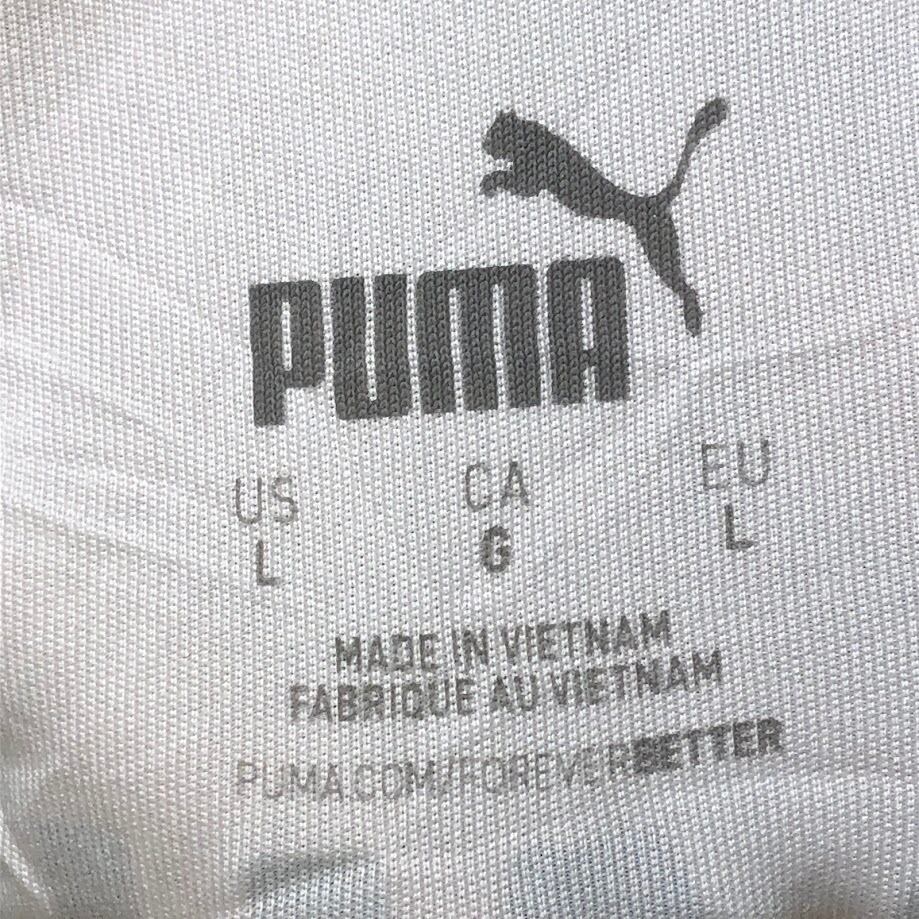 PUMA
US CA EU
L G L
MADE IN VIETNAM
FABRIQUE AU VIETNAM
PUMA.COM/FOREVERBETTER